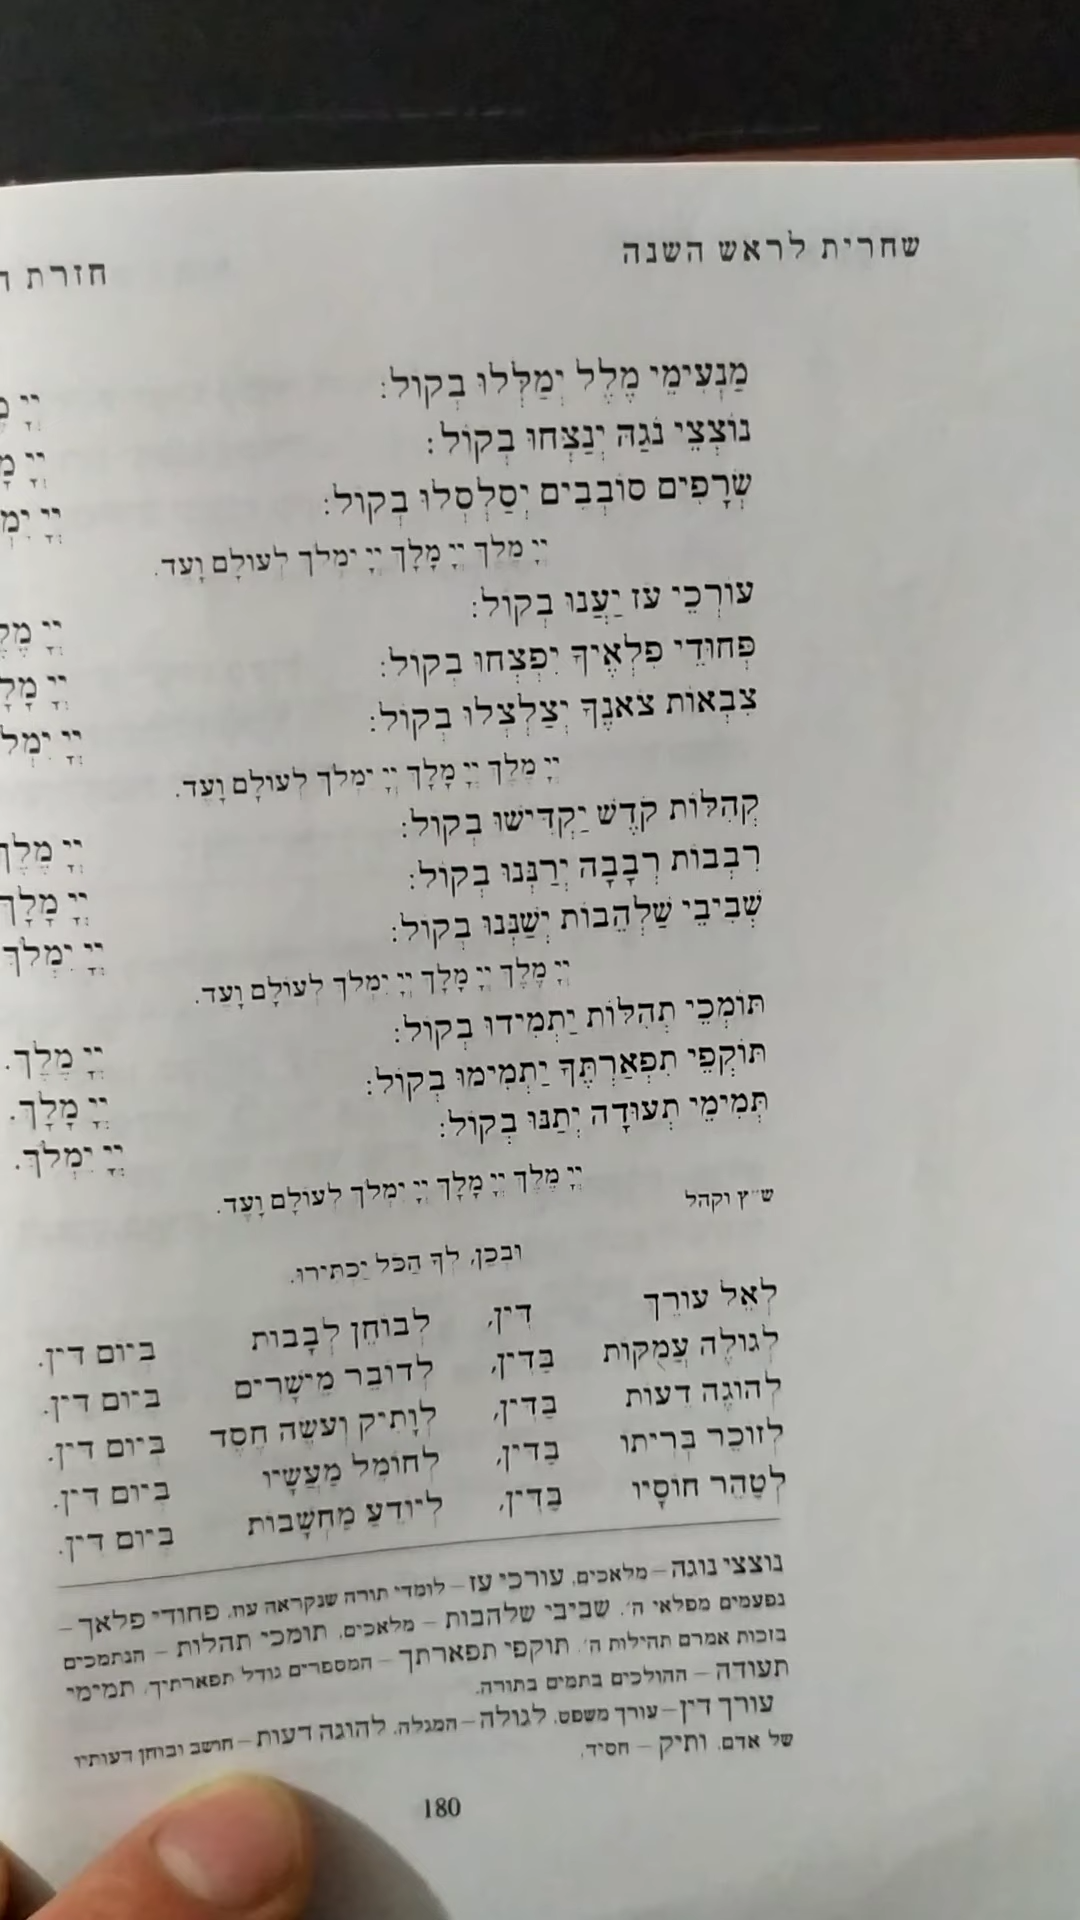 שחרית לראש השנה
חזרת
מַנְעִימֵי מֶלֶל יְמַלְּלוּ בְקוֹל:
יְיָ
נוֹצְצֵי נֹגַהּ יְנַצְּחוּ בְקוֹל:
יְיָ
שְׂרָפִים סוֹבְבִים יְסַלְסְלוּ בְקוֹל:
יְיָ
יְיָ מֶלֶךְ יְיָ מָלָךְ יְיָ יִמְלֹךְ לְעוֹלָם וָעֶד.
עוֹרְכֵי עֹז יַעֲנוּ בְקוֹל:
יְיָ
פְּחוּדֵי פִלְאֶיךָ יִפְצְחוּ בְקוֹל:
יְיָ
צִבְאוֹת צֹאנֶךָ יְצַלְצְלוּ בְקוֹל:
יְיָ
יְיָ מֶלֶךְ יְיָ מָלָךְ יְיָ יִמְלֹךְ לְעוֹלָם וָעֶד.
קְהִלּוֹת קֹדֶשׁ יַקְדִּישׁוּ בְקוֹל:
יְיָ מֶלֶךְ
רִבְבוֹת רְבָבָה יְרַנְּנוּ בְקוֹל:
יְיָ מָלָךְ
שְׁבִיבֵי שַׁלְהָבוֹת יְשַׁנְּנוּ בְקוֹל:
יְיָ יִמְלֹךְ
יְיָ מֶלֶךְ יְיָ מָלָךְ יְיָ יִמְלֹךְ לְעוֹלָם וָעֶד.
תּוֹמְכֵי תְהִלּוֹת יַתְמִידוּ בְקוֹל:
יְיָ מֶלֶךְ.
תּוֹקְפֵי תִפְאַרְתֶּךָ יַתְמִימוּ בְקוֹל:
יְיָ מָלָךְ.
תְּמִימֵי תְעוּדָה יְתַנּוּ בְקוֹל:
יְיָ יִמְלֹךְ.
ש״ץ וקהל יְיָ מֶלֶךְ יְיָ מָלָךְ יְיָ יִמְלֹךְ לְעוֹלָם וָעֶד.
וּבְכֵן, לְךָ הַכֹּל יַכְתִּירוּ.
לְאֵל עוֹרֵךְ דִּין, לְבוֹחֵן לְבָבוֹת בְּיוֹם דִּין.
לְגוֹלֶה עֲמֻקּוֹת בַּדִּין, לְדוֹבֵר מֵישָׁרִים בְּיוֹם דִּין.
לְהוֹגֶה דֵעוֹת בַּדִּין, לְוָתִיק וְעֹשֶׂה חֶסֶד בְּיוֹם דִּין.
לְזוֹכֵר בְּרִיתוֹ בַּדִּין, לְחוֹמֵל מַעֲשָׂיו בְּיוֹם דִּין.
לְטַהֵר חוֹסָיו בַּדִּין, לְיוֹדֵעַ מַחְשָׁבוֹת בְּיוֹם דִּין.
נוצצי נוגה – מלאכים. עורכי עז – לומדי תורה שנקראה עוז. פחודי פלאך –
נפעמים מפלאי ה׳. שביבי שלהבות – מלאכים. תומכי תהלות – הנתמכים
בזכות אמרם תהילות ה׳. תוקפי תפארתך – המספרים גודל תפארתיך. תמימי
תעודה – ההולכים בתמים בתורה.
עורך דין – עורך משפט. לגולה – המגלה. להוגה דעות – חושב ובוחן דעותיו
של אדם. ותיק – חסיד.
180